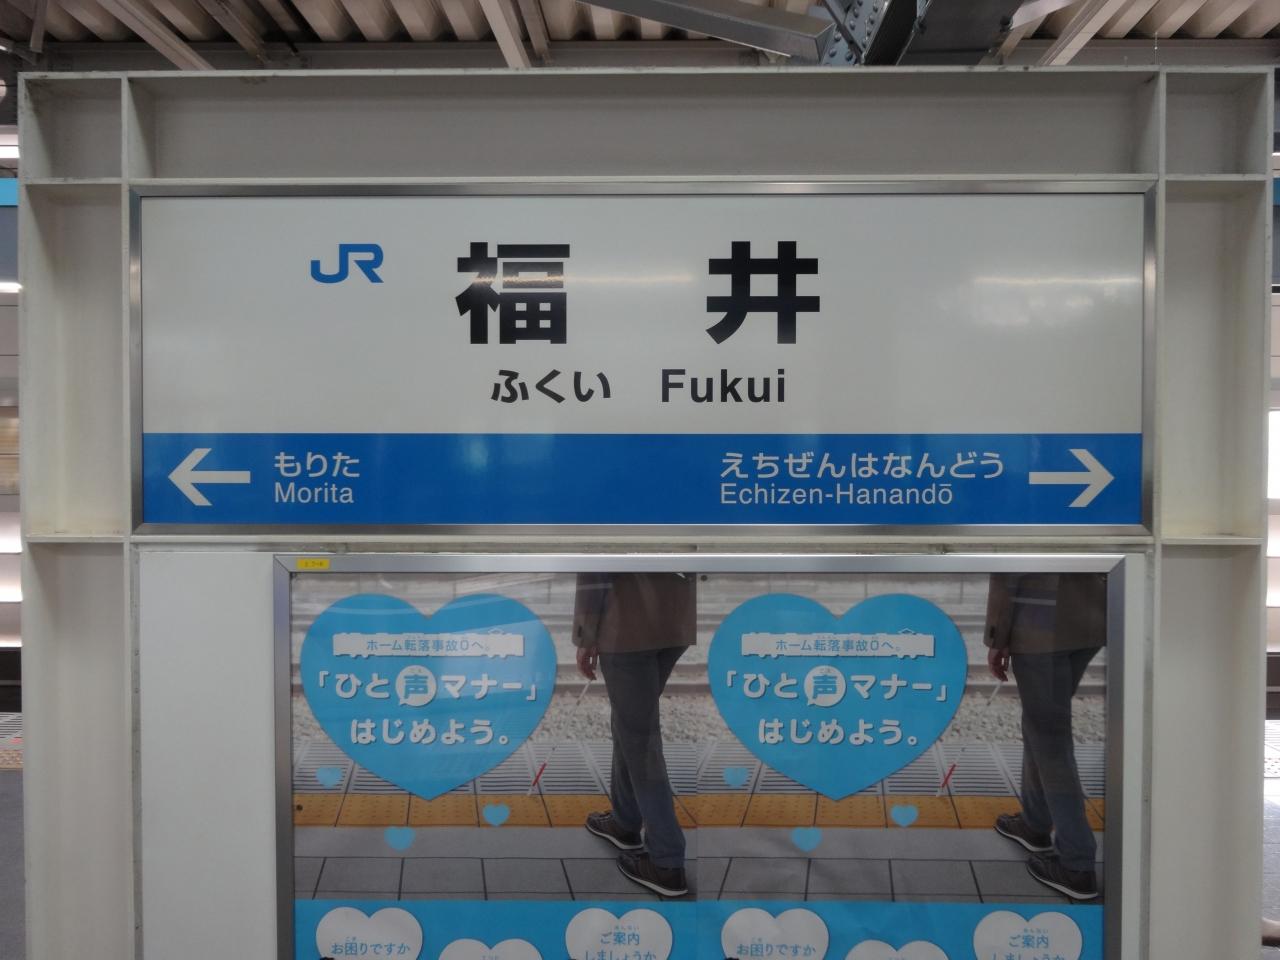 JR
福井
ふくい Fukui
もりた
Morita
えちぜんはなんどう
Echizen-Hanandō
ホーム転落事故0へ。
「ひと声マナー」
はじめよう。
ホーム転落事故0へ。
「ひと声マナー」
はじめよう。
お困りですか
ご案内
しましょうか
お困りですか
ご案内
しましょうか